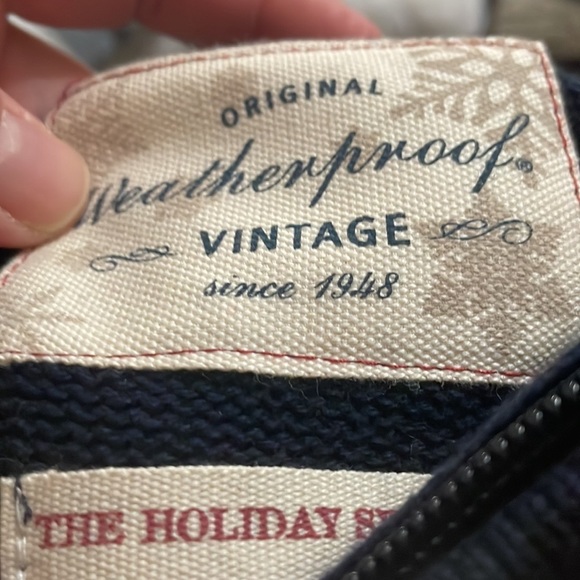 ORIGINAL
Weatherproof®
VINTAGE
since 1948
THE HOLIDAY